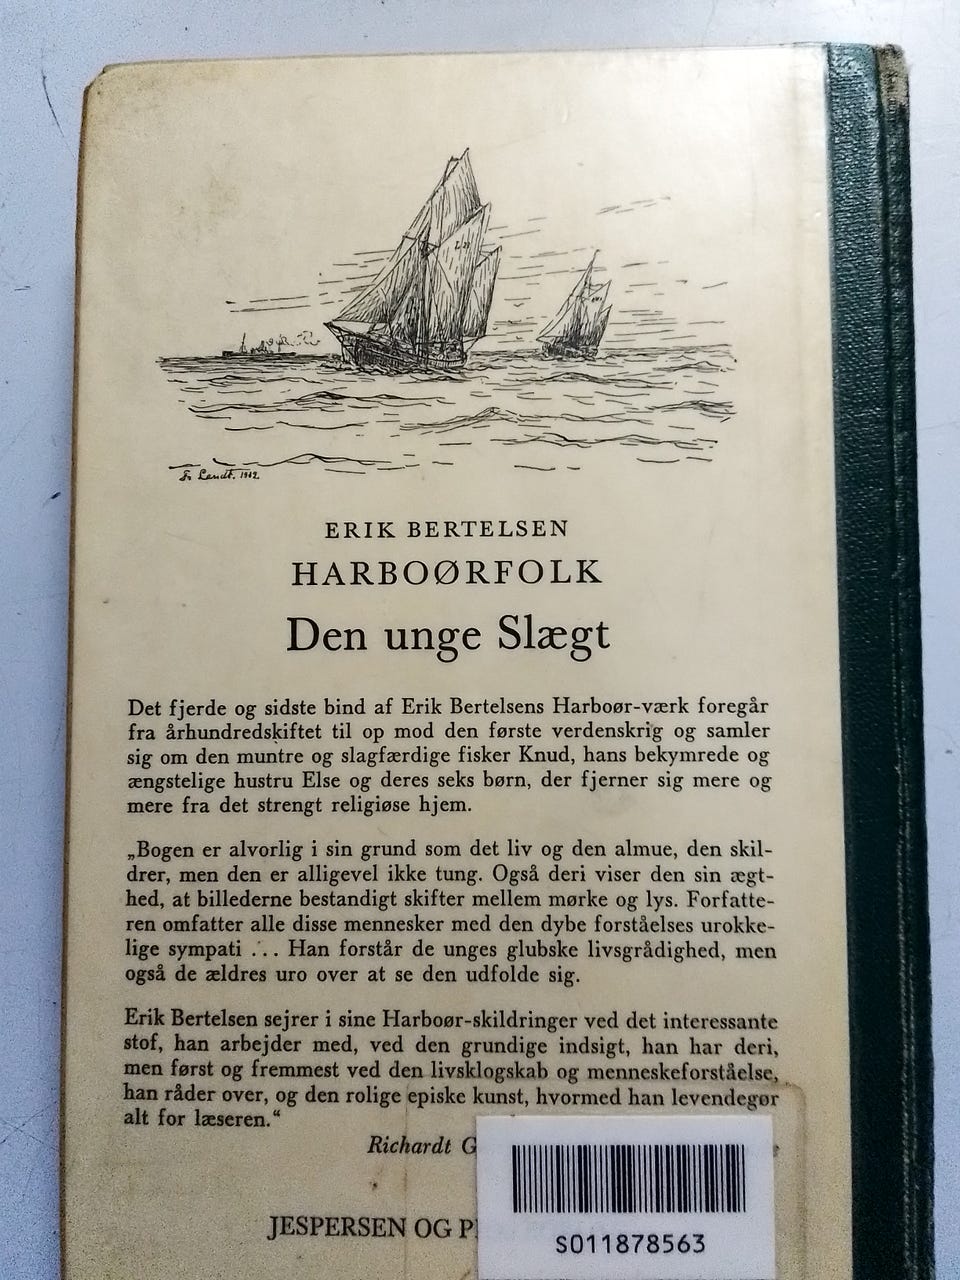 Lendt. 1942
ERIK BERTELSEN
HARBOØRFOLK
Den unge Slægt
Det fjerde og sidste bind af Erik Bertelsens Harboør-værk foregår
fra århundredskiftet til op mod den første verdenskrig og samler
sig om den muntre og slagfærdige fisker Knud, hans bekymrede og
ængstelige hustru Else og deres seks børn, der fjerner sig mere og
mere fra det strengt religiøse hjem.
„Bogen er alvorlig i sin grund som det liv og den almue, den skil-
drer, men den er alligevel ikke tung. Også deri viser den sin ægt-
hed, at billederne bestandigt skifter mellem mørke og lys. Forfatte-
ren omfatter alle disse mennesker med den dybe forståelses urokke-
lige sympati ... Han forstår de unges glubske livsgrådighed, men
også de ældres uro over at se den udfolde sig.
Erik Bertelsen sejrer i sine Harboør-skildringer ved det interessante
stof, han arbejder med, ved den grundige indsigt, han har deri,
men først og fremmest ved den livsklogskab og menneskeforståelse,
han råder over, og den rolige episke kunst, hvormed han levendegør
alt for læseren.“
Richardt G
JESPERSEN OG P
S011878563